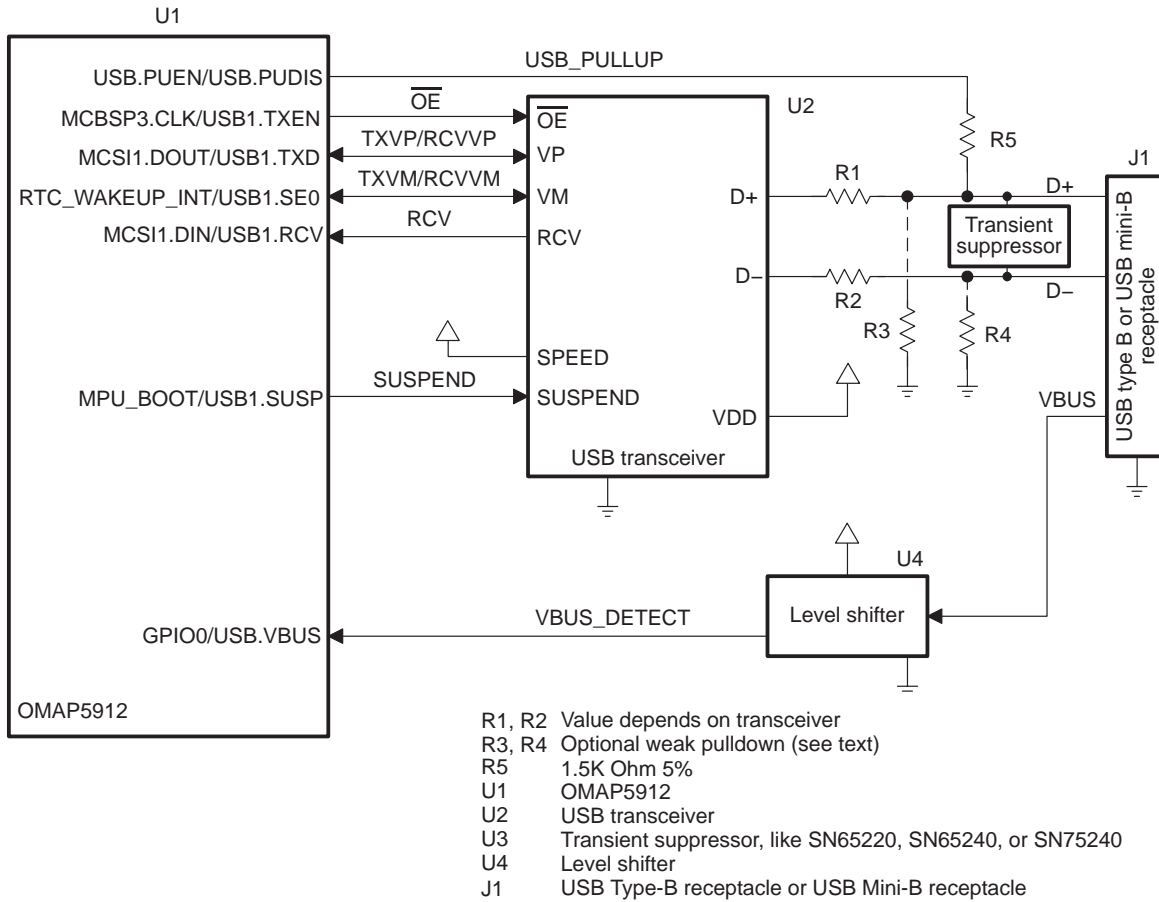 U1
USB.PUEN/USB.PUDIS
USB_PULLUP
MCBSP3.CLK/USB1.TXEN
OE
OE
U2
MCSI1.DOUT/USB1.TXD
TXVP/RCVVP
VP
R5
RTC_WAKEUP_INT/USB1.SE0
TXVM/RCVVM
VM
D+
R1
D+
J1
MCSI1.DIN/USB1.RCV
RCV
RCV
Transient
suppressor
D−
R2
D−
R3
R4
USB type B or USB mini-B
receptacle
SPEED
MPU_BOOT/USB1.SUSP
SUSPEND
SUSPEND
VDD
VBUS
USB transceiver
U4
Level shifter
GPIO0/USB.VBUS
VBUS_DETECT
OMAP5912
R1, R2 Value depends on transceiver
R3, R4 Optional weak pulldown (see text)
R5 1.5K Ohm 5%
U1 OMAP5912
U2 USB transceiver
U3 Transient suppressor, like SN65220, SN65240, or SN75240
U4 Level shifter
J1 USB Type-B receptacle or USB Mini-B receptacle